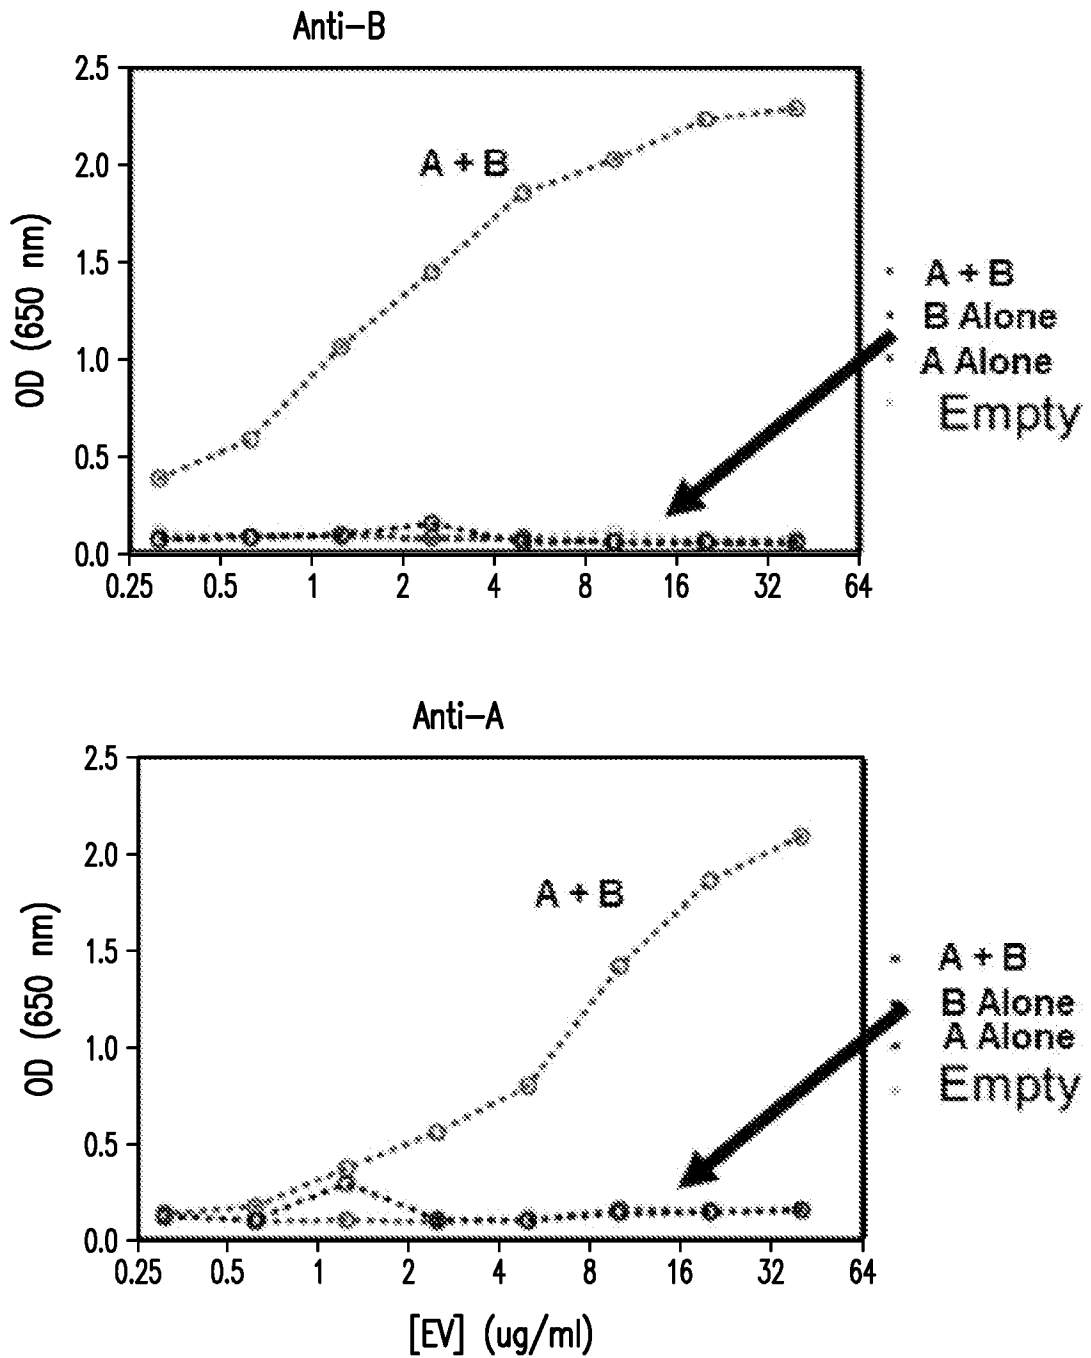 Anti-B
2.5
2.0
1.5
1.0
0.5
0.0
OD (650 nm)
A + B
0.25 0.5 1 2 4 8 16 32 64
A + B
B Alone
A Alone
Empty
Anti-A
2.5
2.0
1.5
1.0
0.5
0.0
OD (650 nm)
A + B
0.25 0.5 1 2 4 8 16 32 64
[EV] (ug/ml)
A + B
B Alone
A Alone
Empty